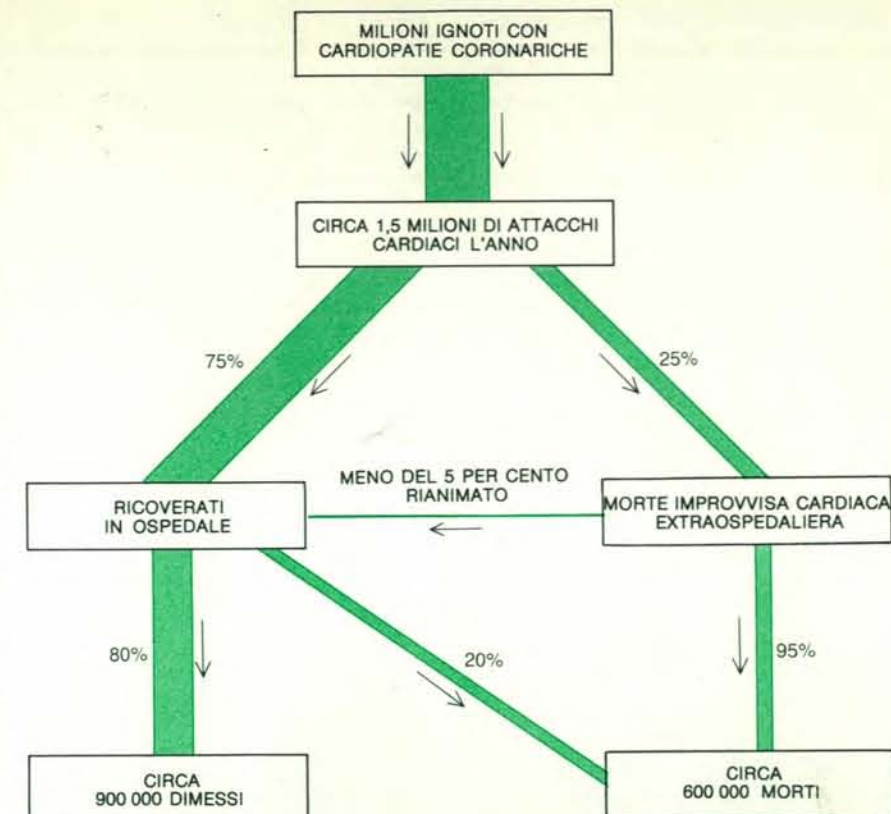 MILIONI IGNOTI CON
CARDIOPATIE CORONARICHE
CIRCA 1,5 MILIONI DI ATTACCHI
CARDIACI L'ANNO
75%
25%
MENO DEL 5 PER CENTO
RIANIMATO
RICOVERATI
IN OSPEDALE
MORTE IMPROVVISA CARDIACA
EXTRAOSPEDALIERA
80%
20%
95%
CIRCA
900 000 DIMESSI
CIRCA
600 000 MORTI